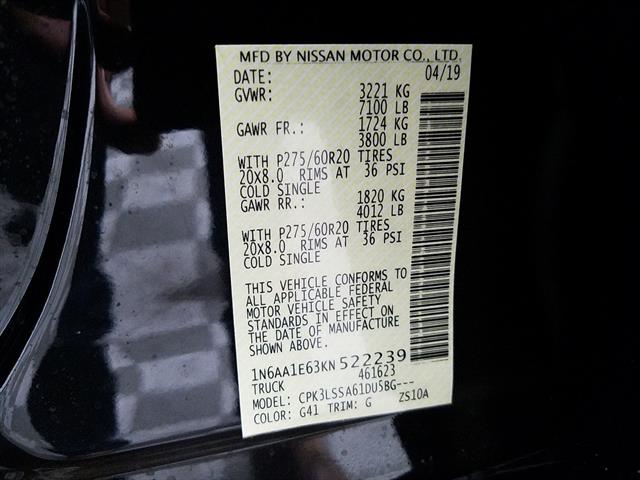 MFD BY NISSAN MOTOR CO., LTD.
DATE: 04/19
GVWR: 3221 KG
7100 LB
GAWR FR.: 1724 KG
3800 LB
WITH P275/60R20 TIRES
20x8.0 RIMS AT 36 PSI
COLD SINGLE
GAWR RR.: 1820 KG
4012 LB
WITH P275/60R20 TIRES
20x8.0 RIMS AT 36 PSI
COLD SINGLE
THIS VEHICLE CONFORMS TO
ALL APPLICABLE FEDERAL
MOTOR VEHICLE SAFETY
STANDARDS IN EFFECT ON
THE DATE OF MANUFACTURE
SHOWN ABOVE.
1N6AA1E63KN522239
TRUCK 461623
MODEL: CPK3LSSA61DU5BG---
COLOR: G41 TRIM: G ZS10A